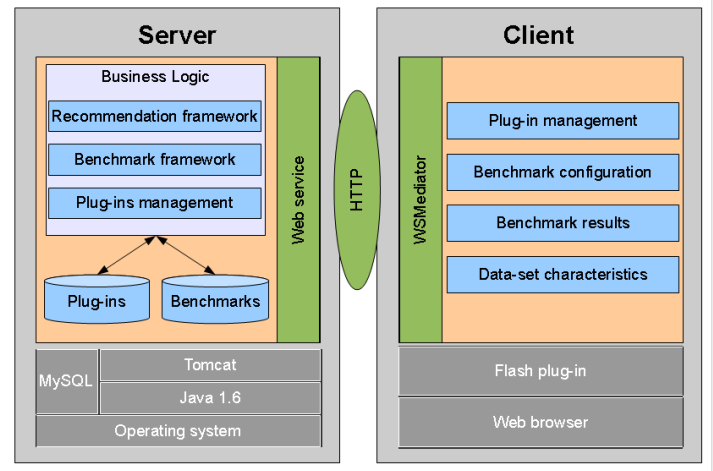 Server
Business Logic
Recommendation framework
Benchmark framework
Plug-ins management
Plug-ins
Benchmarks
Web service
MySQL
Tomcat
Java 1.6
Operating system
HTTP
Client
WSMediator
Plug-in management
Benchmark configuration
Benchmark results
Data-set characteristics
Flash plug-in
Web browser